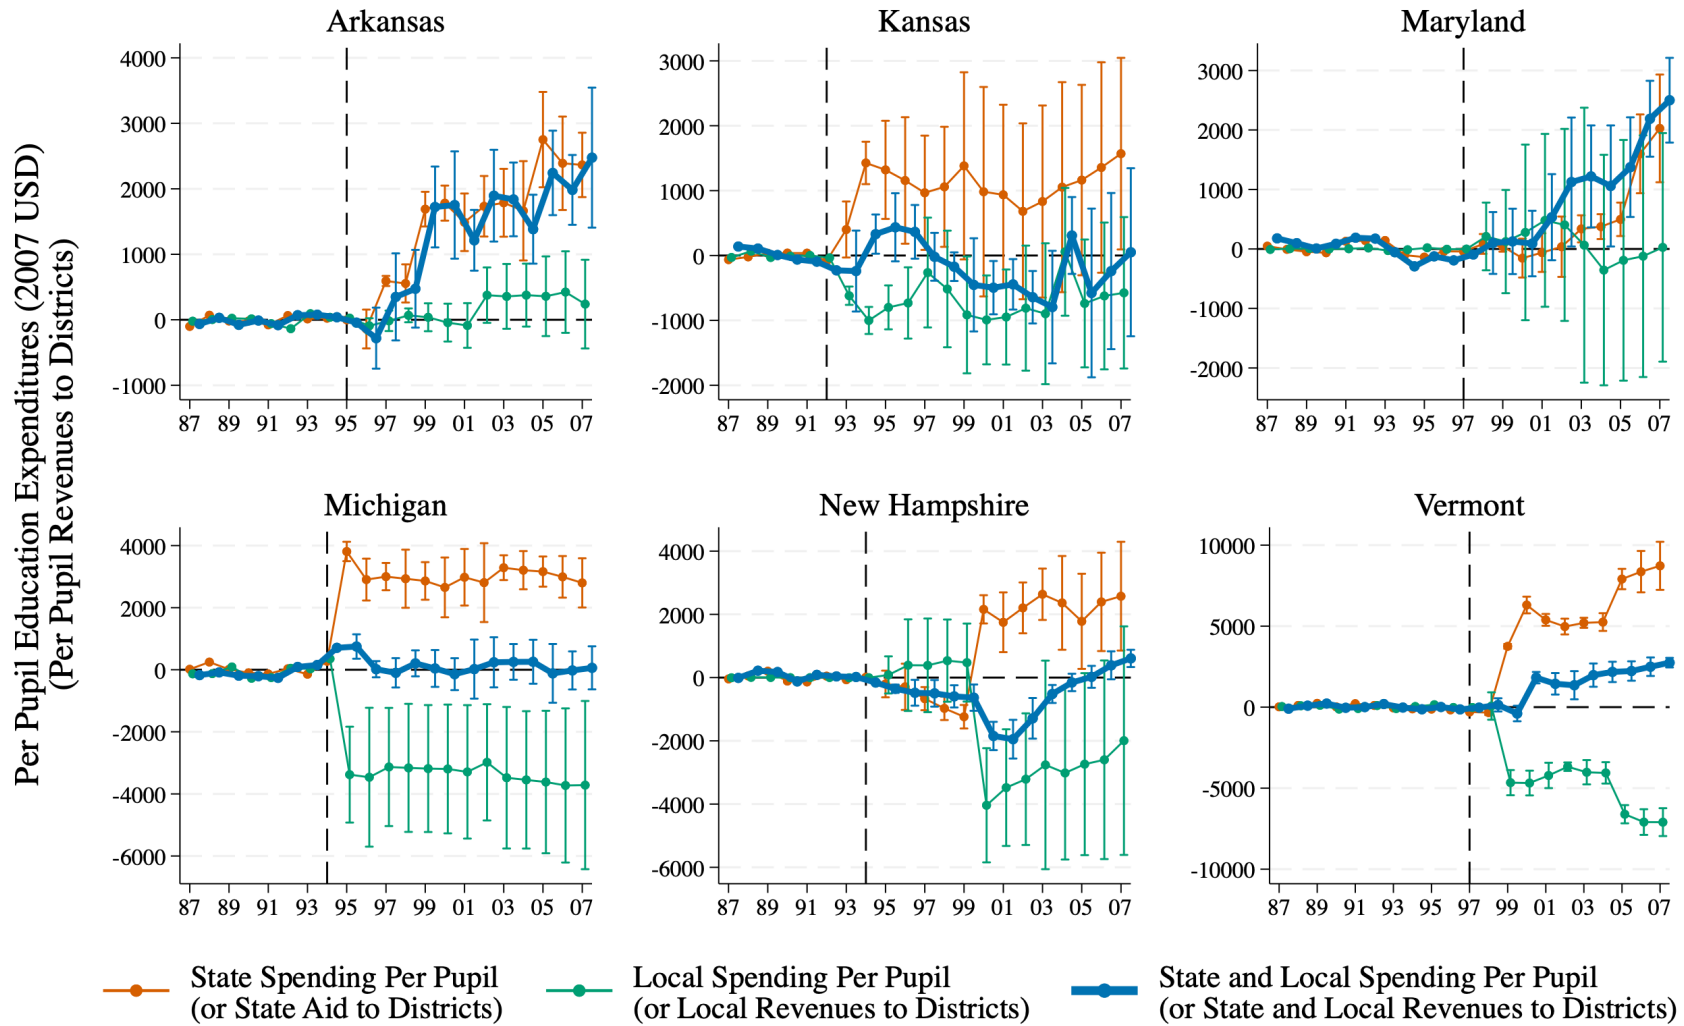 Per Pupil Education Expenditures (2007 USD)
(Per Pupil Revenues to Districts)
Arkansas
4000
3000
2000
1000
0
-1000
87 89 91 93 95 97 99 01 03 05 07
Kansas
3000
2000
1000
0
-1000
-2000
87 89 91 93 95 97 99 01 03 05 07
Maryland
3000
2000
1000
0
-1000
-2000
87 89 91 93 95 97 99 01 03 05 07
Michigan
4000
2000
0
-2000
-4000
-6000
87 89 91 93 95 97 99 01 03 05 07
New Hampshire
4000
2000
0
-2000
-4000
-6000
87 89 91 93 95 97 99 01 03 05 07
Vermont
10000
5000
0
-5000
-10000
87 89 91 93 95 97 99 01 03 05 07
State Spending Per Pupil
(or State Aid to Districts)
Local Spending Per Pupil
(or Local Revenues to Districts)
State and Local Spending Per Pupil
(or State and Local Revenues to Districts)